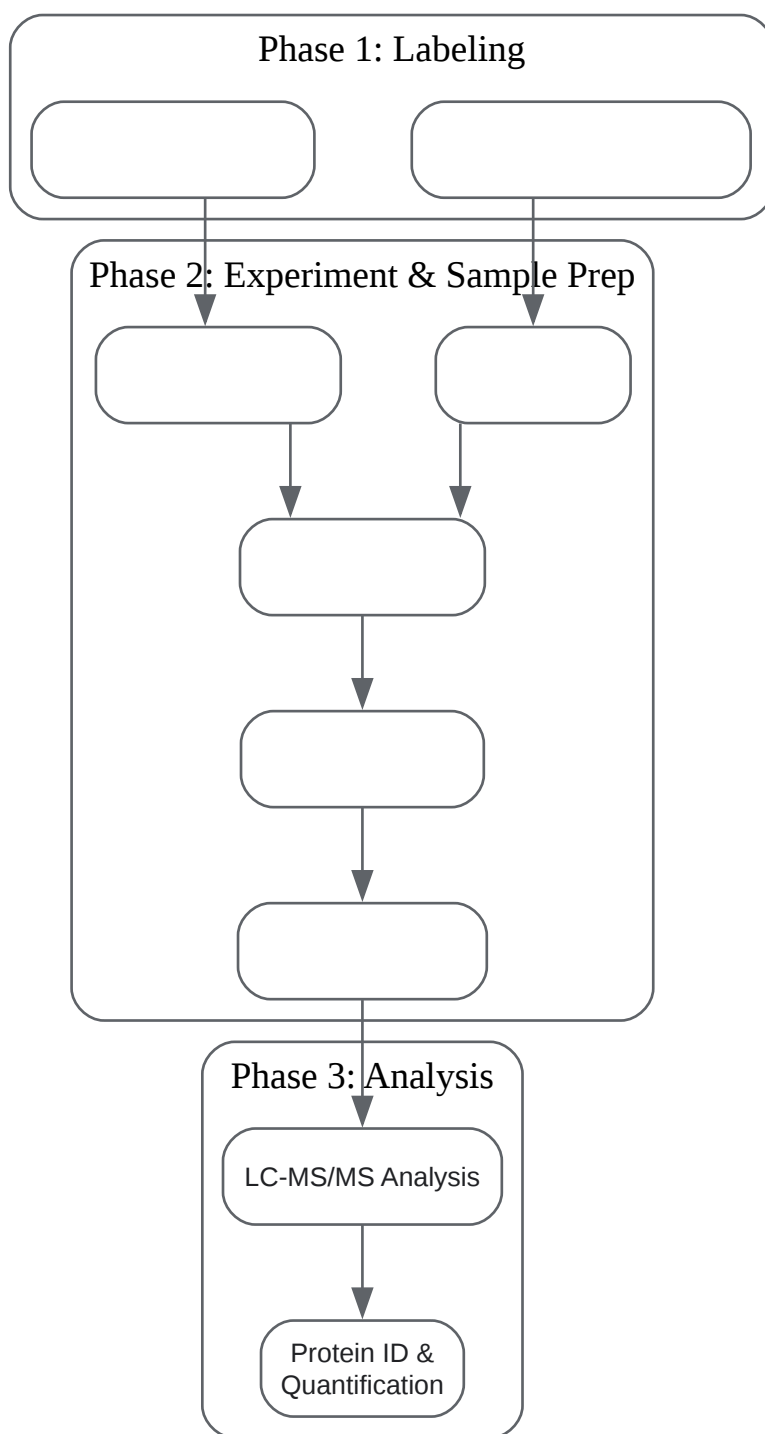 Phase 1: Labeling
Phase 2: Experiment & Sample Prep
Phase 3: Analysis
LC-MS/MS Analysis
Protein ID &
Quantification